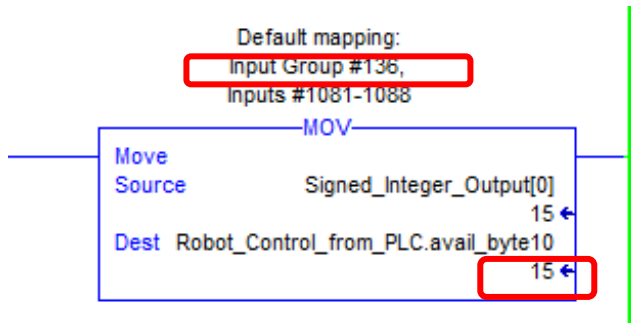 Default mapping:
Input Group #136,
Inputs #1081-1088
MOV
Move
Source Signed_Integer_Output[0]
15
Dest Robot_Control_from_PLC.avail_byte10
15